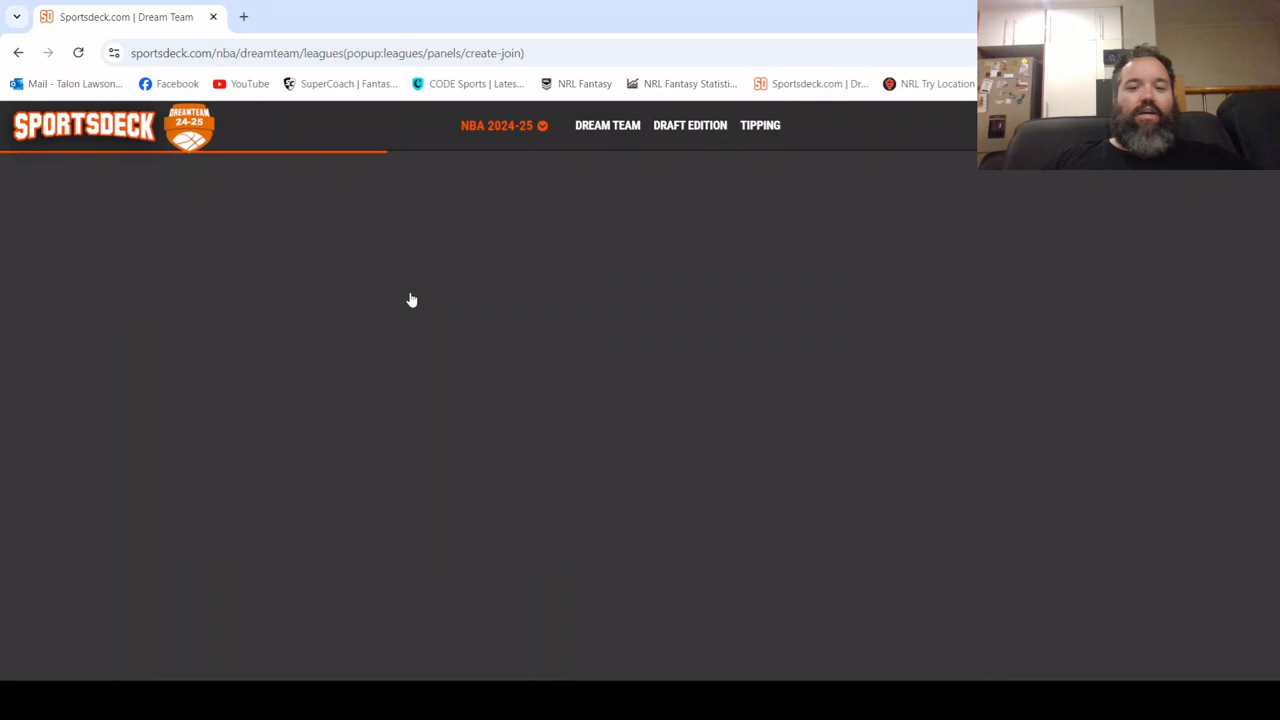 Sportsdeck.com | Dream Team
sportsdeck.com/nba/dreamteam/leagues(popup:leagues/panels/create-join)
Mail - Talon Lawson... Facebook YouTube SuperCoach | Fantas... CODE Sports | Lates... NRL Fantasy NRL Fantasy Statisti... SD Sportsdeck.com | Dr... NRL Try Location
SPORTSDECK DREAMTEAM 24-25 NBA 2024-25 DREAM TEAM DRAFT EDITION TIPPING